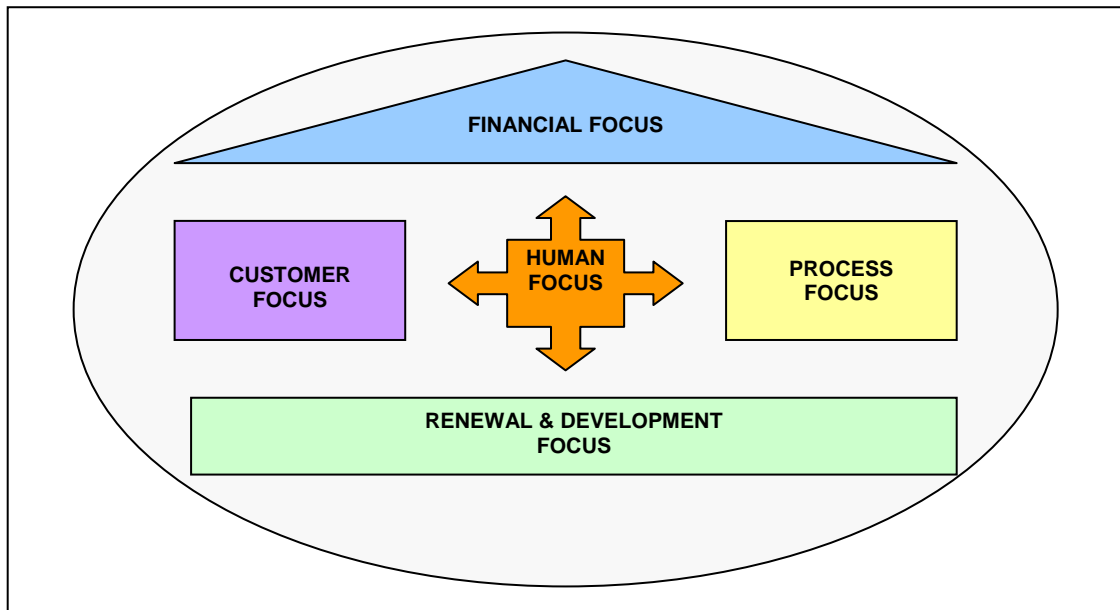 FINANCIAL FOCUS
CUSTOMER
FOCUS
HUMAN
FOCUS
PROCESS
FOCUS
RENEWAL & DEVELOPMENT
FOCUS